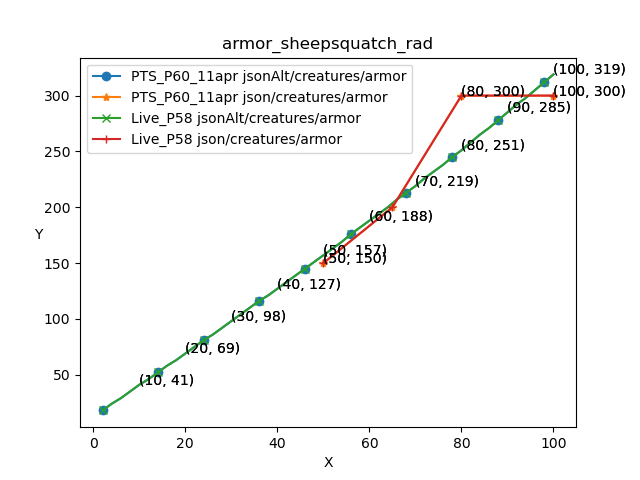 armor_sheepsquatch_rad
PTS_P60_11apr jsonAlt/creatures/armor
PTS_P60_11apr json/creatures/armor
Live_P58 jsonAlt/creatures/armor
Live_P58 json/creatures/armor
(100, 319)
(80, 300)
(100, 300)
(90, 285)
(80, 251)
(70, 219)
(60, 188)
(50, 157)
(50, 150)
(40, 127)
(30, 98)
(20, 69)
(10, 41)
Y
300
250
200
150
100
50
0 20 40 60 80 100
X